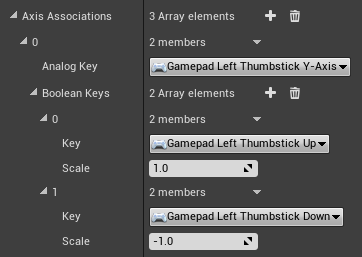 Axis Associations 3 Array elements
0 2 members
Analog Key Gamepad Left Thumbstick Y-Axis
Boolean Keys 2 Array elements
0 2 members
Key Gamepad Left Thumbstick Up
Scale 1.0
1 2 members
Key Gamepad Left Thumbstick Down
Scale -1.0